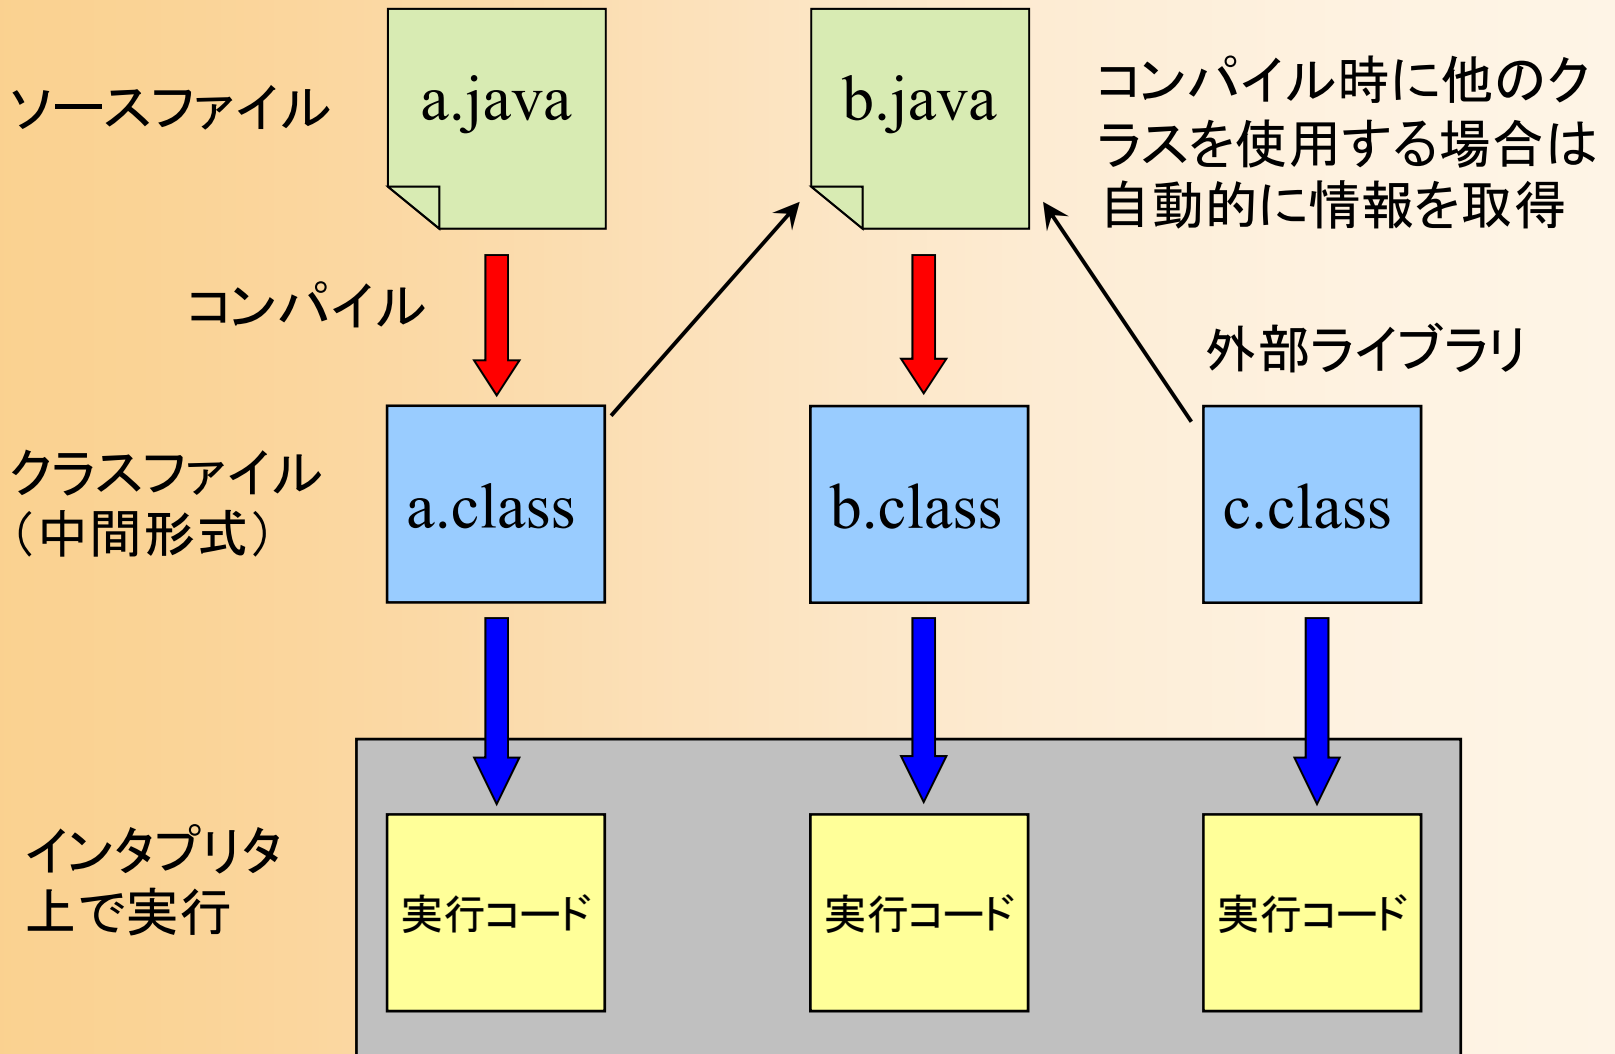 ソースファイル
a.java
b.java
コンパイル時に他のク
ラスを使用する場合は
自動的に情報を取得
コンパイル
外部ライブラリ
クラスファイル
（中間形式）
a.class
b.class
c.class
インタプリタ
上で実行
実行コード
実行コード
実行コード